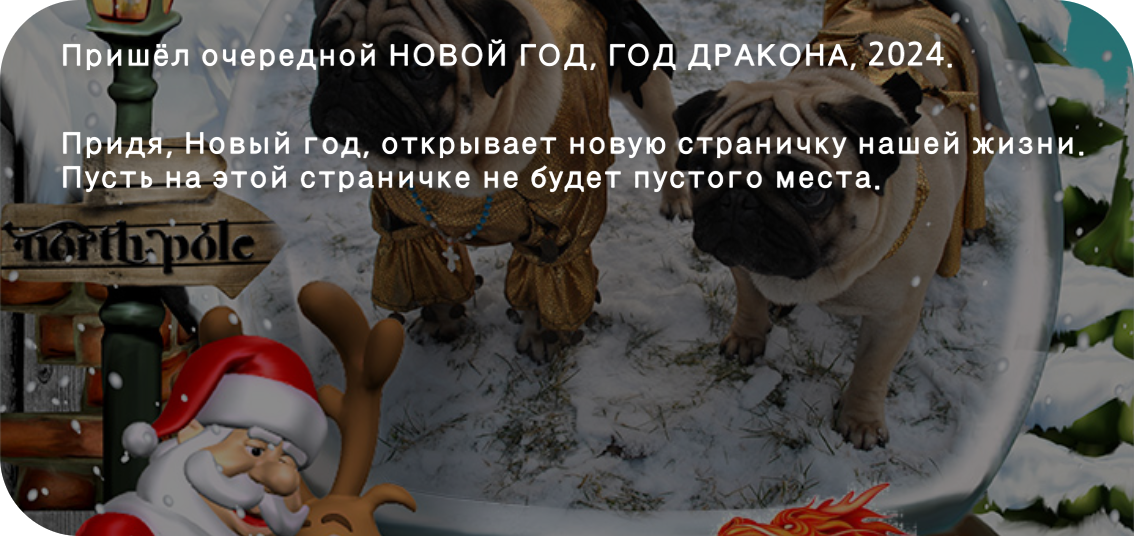 Пришёл очередной НОВОЙ ГОД, ГОД ДРАКОНА, 2024.
Придя, Новый год, открывает новую страничку нашей жизни.
Пусть на этой страничке не будет пустого места.
north pole